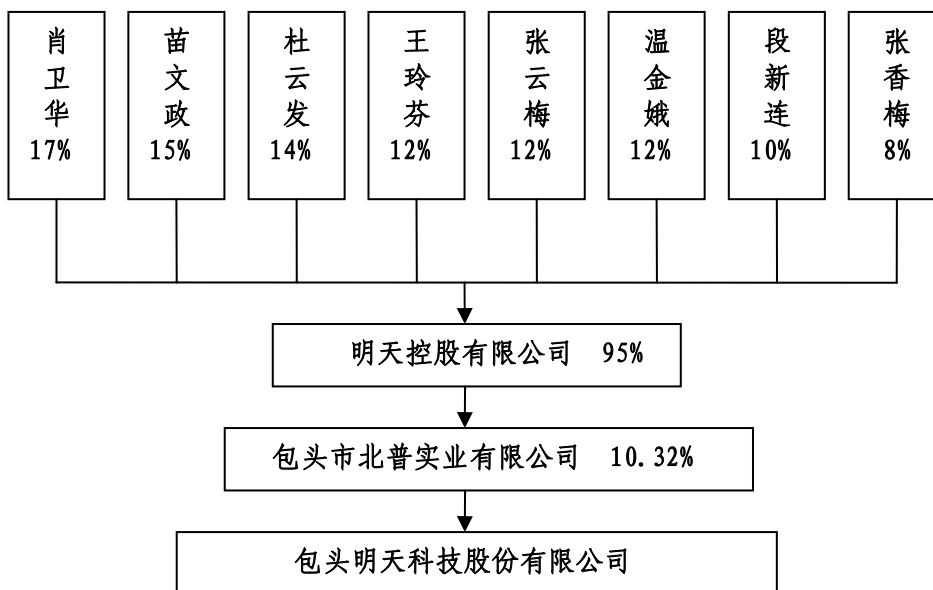 肖卫华
17%
苗文政
15%
杜云发
14%
王玲芬
12%
张云梅
12%
温金娥
12%
段新连
10%
张香梅
8%
明天控股有限公司 95%
包头市北普实业有限公司 10.32%
包头明天科技股份有限公司